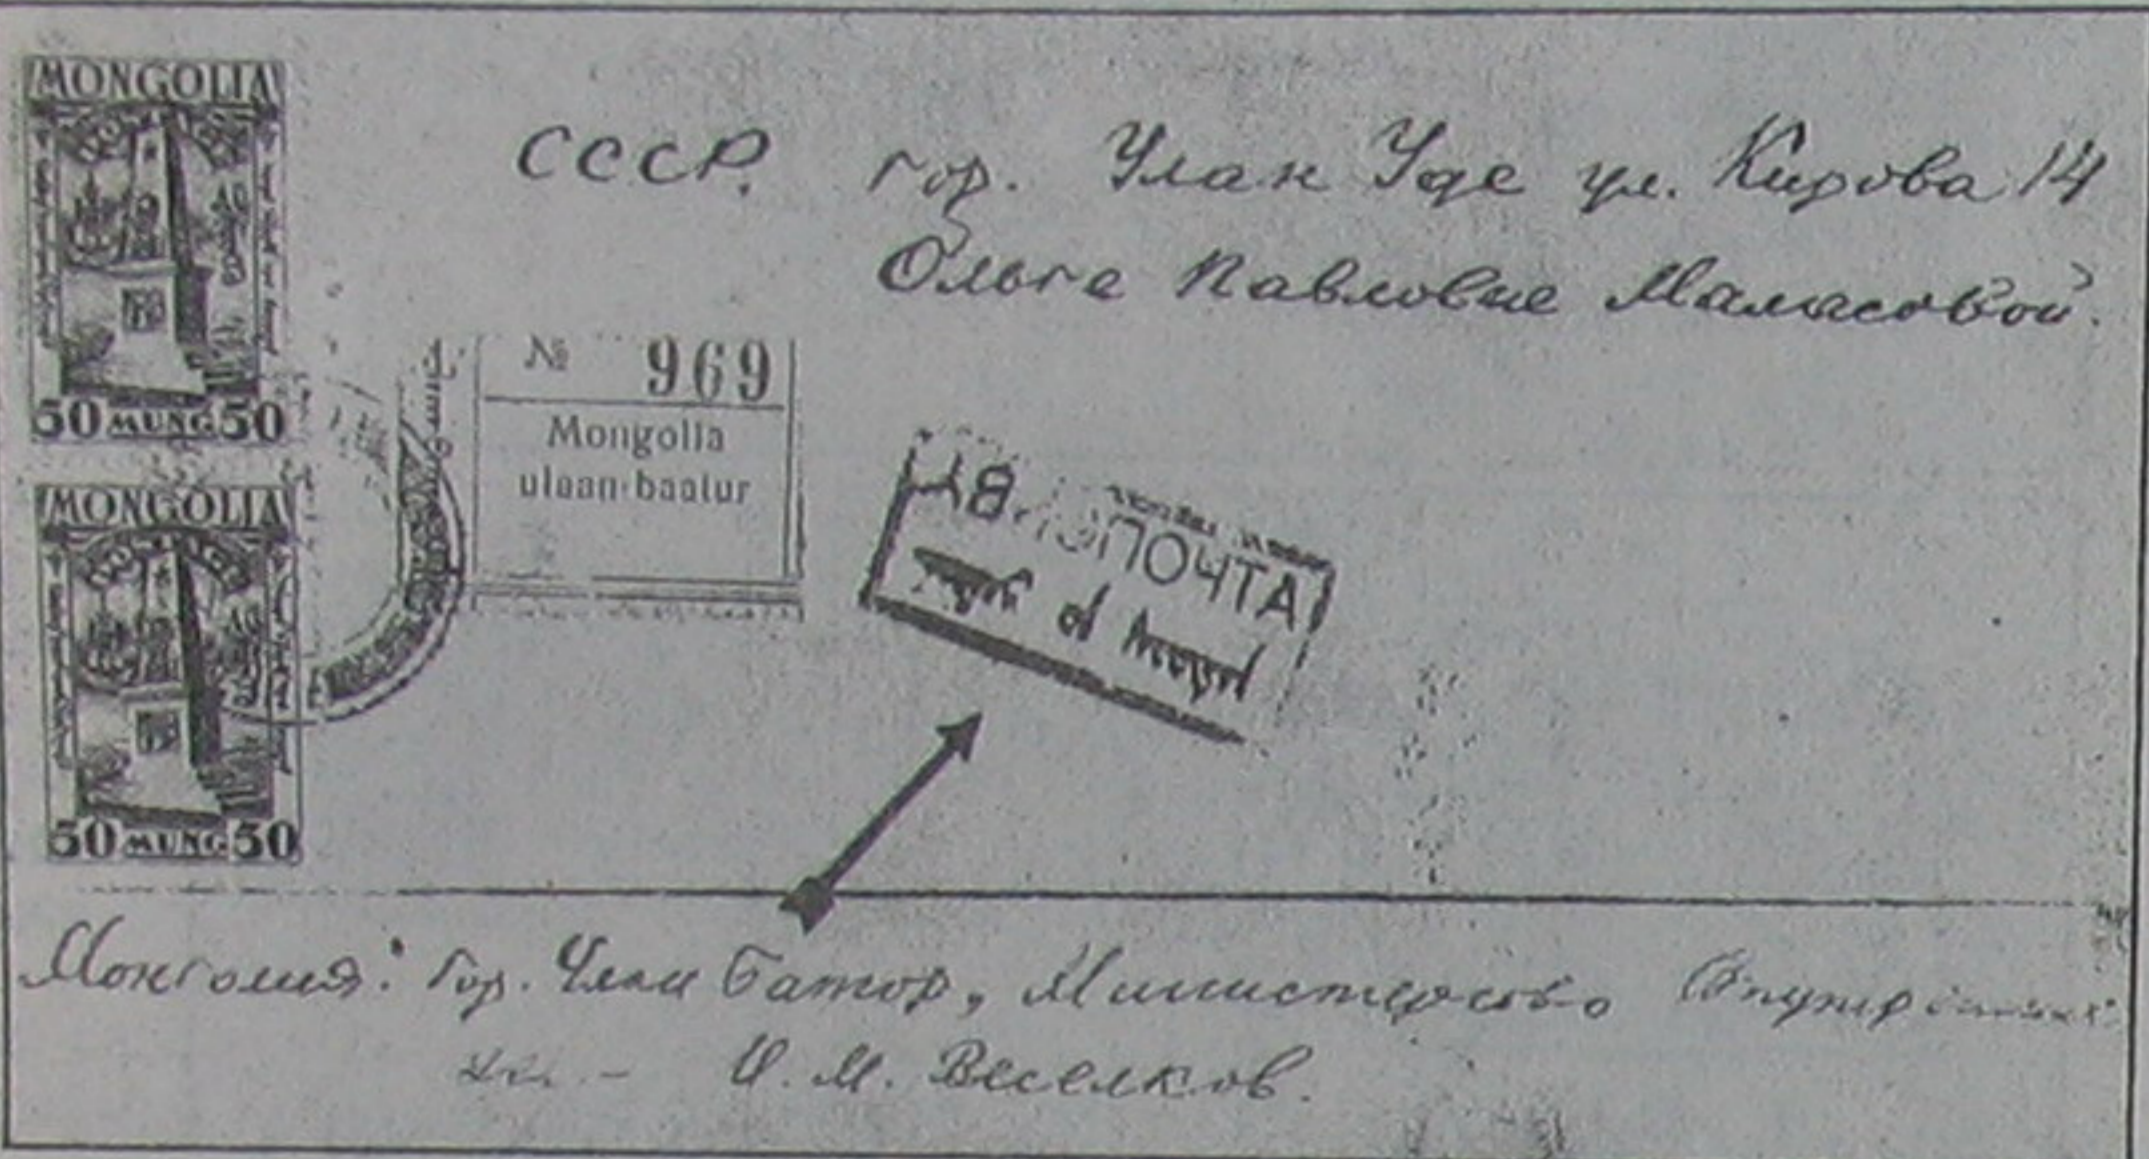 MONGOLIA
50 MUNG 50
MONGOLIA
50 MUNG 50
СССР. гор. Улан Уде ул. Кирова 14
Ольге Павловне Малясовой.
№ 969
Mongolia
ulaan-baatur
АВИОПОЧТА
Монголия: Гор. Улан Батор, Министерство Внутренних
И. М. Веселков.